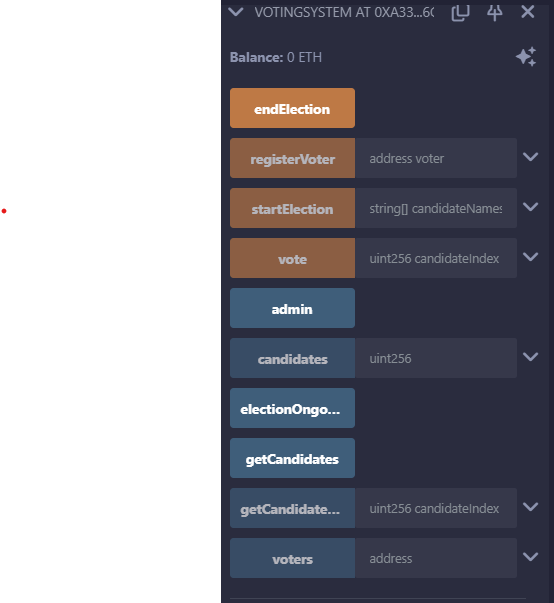 VOTINGSYSTEM AT 0XA33...6C
Balance: 0 ETH
endElection
registerVoter address voter
startElection string[] candidateNames
vote uint256 candidateIndex
admin
candidates uint256
electionOngo...
getCandidates
getCandidate... uint256 candidateIndex
voters address